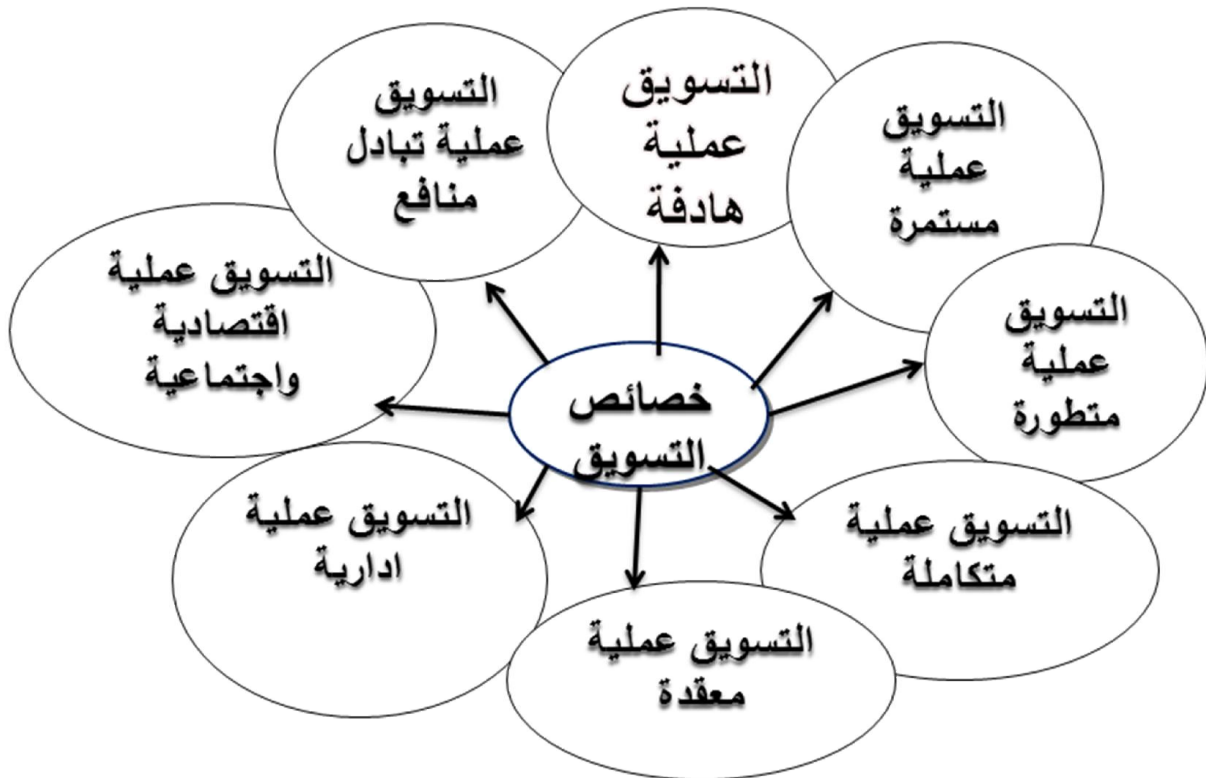 التسويق
عملية
هادفة
التسويق
عملية
مستمرة
التسويق
عملية
متطورة
التسويق عملية
متكاملة
التسويق عملية
معقدة
التسويق عملية
ادارية
التسويق عملية
اقتصادية
واجتماعية
التسويق
عملية تبادل
منافع
خصائص
التسويق